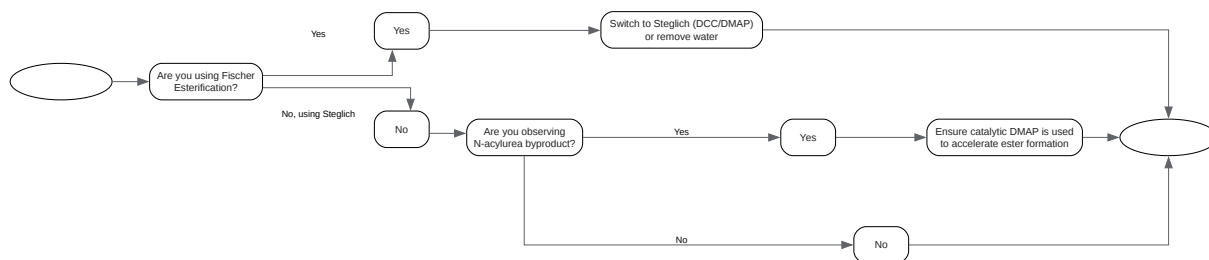 Yes
Yes
Switch to Steglich (DCC/DMAP)
or remove water
Are you using Fischer
Esterification?
No, using Steglich
No
Are you observing
N-acylurea byproduct?
Yes
Yes
Ensure catalytic DMAP is used
to accelerate ester formation
No
No